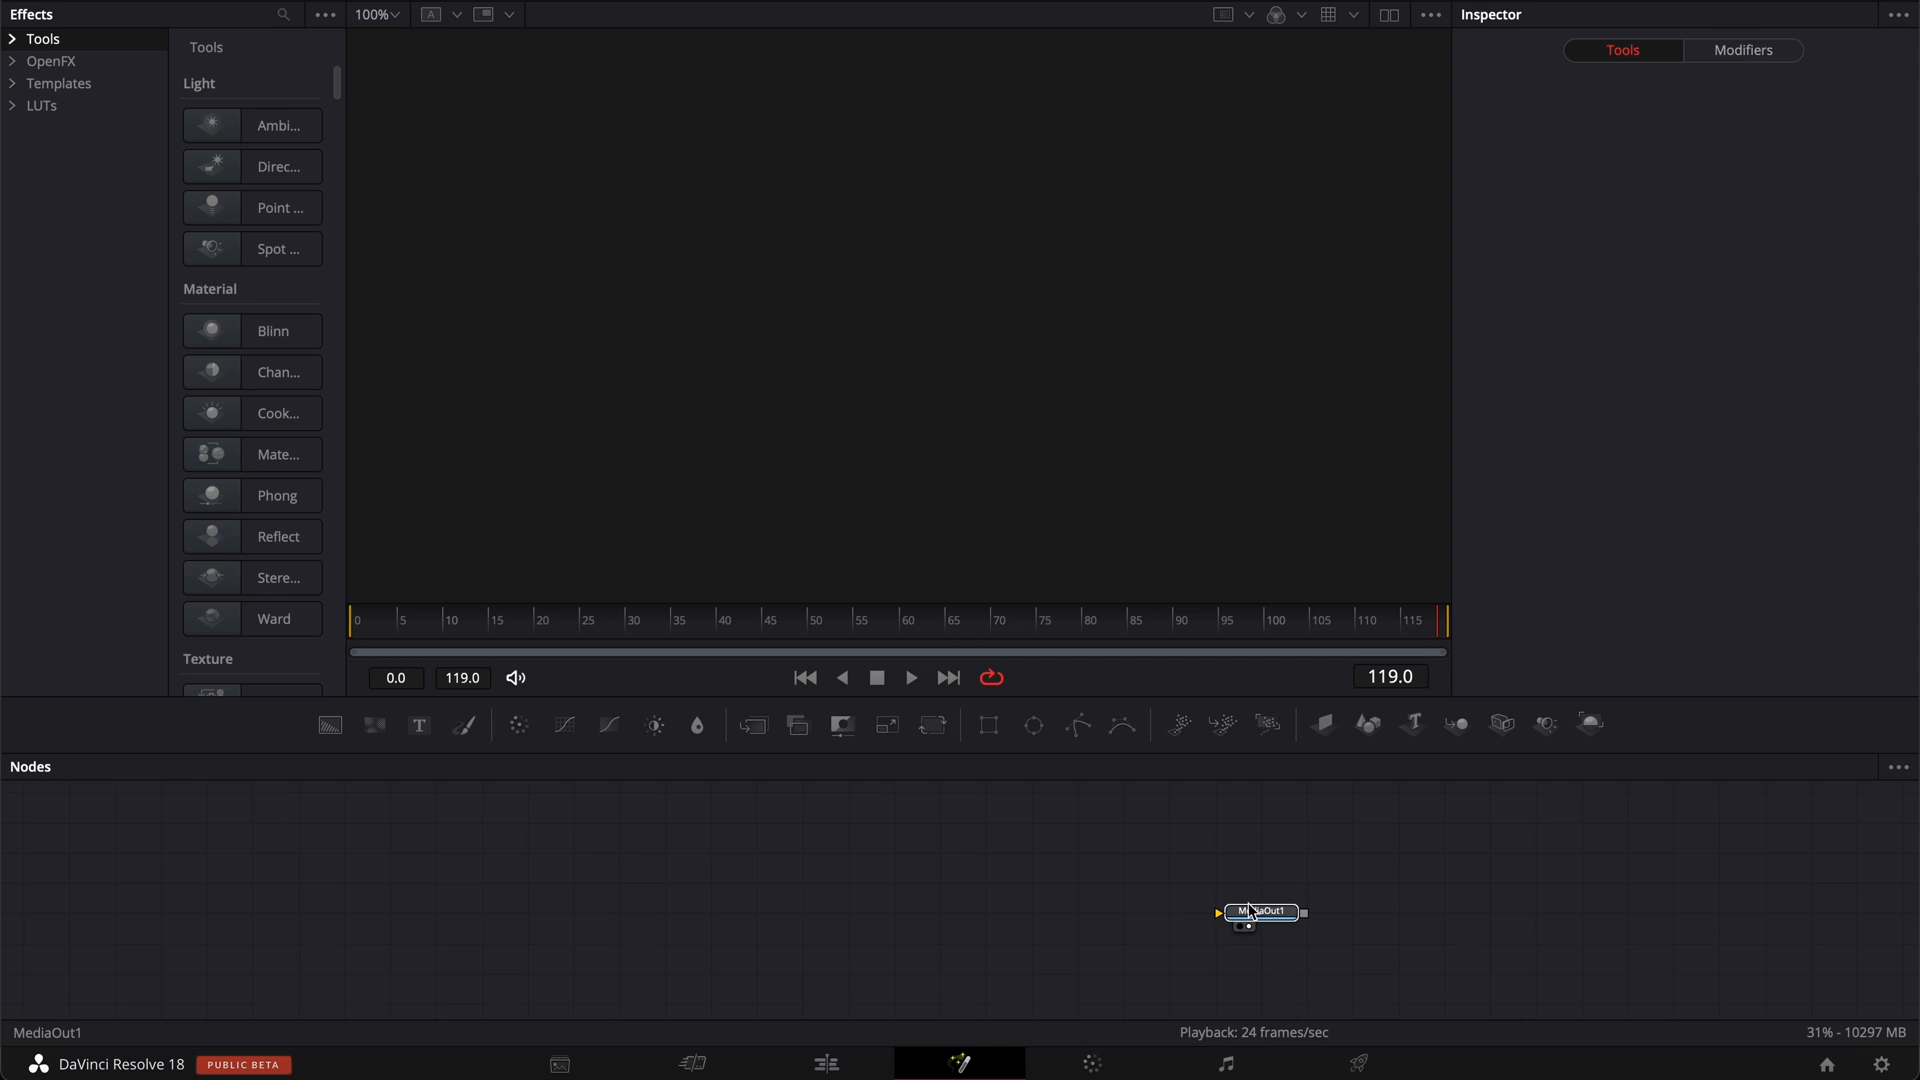 Effects
100%
A
Inspector
Tools
OpenFX
Templates
LUTs
Tools
Light
Ambi...
Direc...
Point ...
Spot ...
Material
Blinn
Chan...
Cook...
Mate...
Phong
Reflect
Stere...
Ward
Texture
Tools
Modifiers
0 5 10 15 20 25 30 35 40 45 50 55 60 65 70 75 80 85 90 95 100 105 110 115
0.0
119.0
119.0
T
Nodes
MediaOut1
MediaOut1
Playback: 24 frames/sec
31% - 10297 MB
DaVinci Resolve 18
PUBLIC BETA